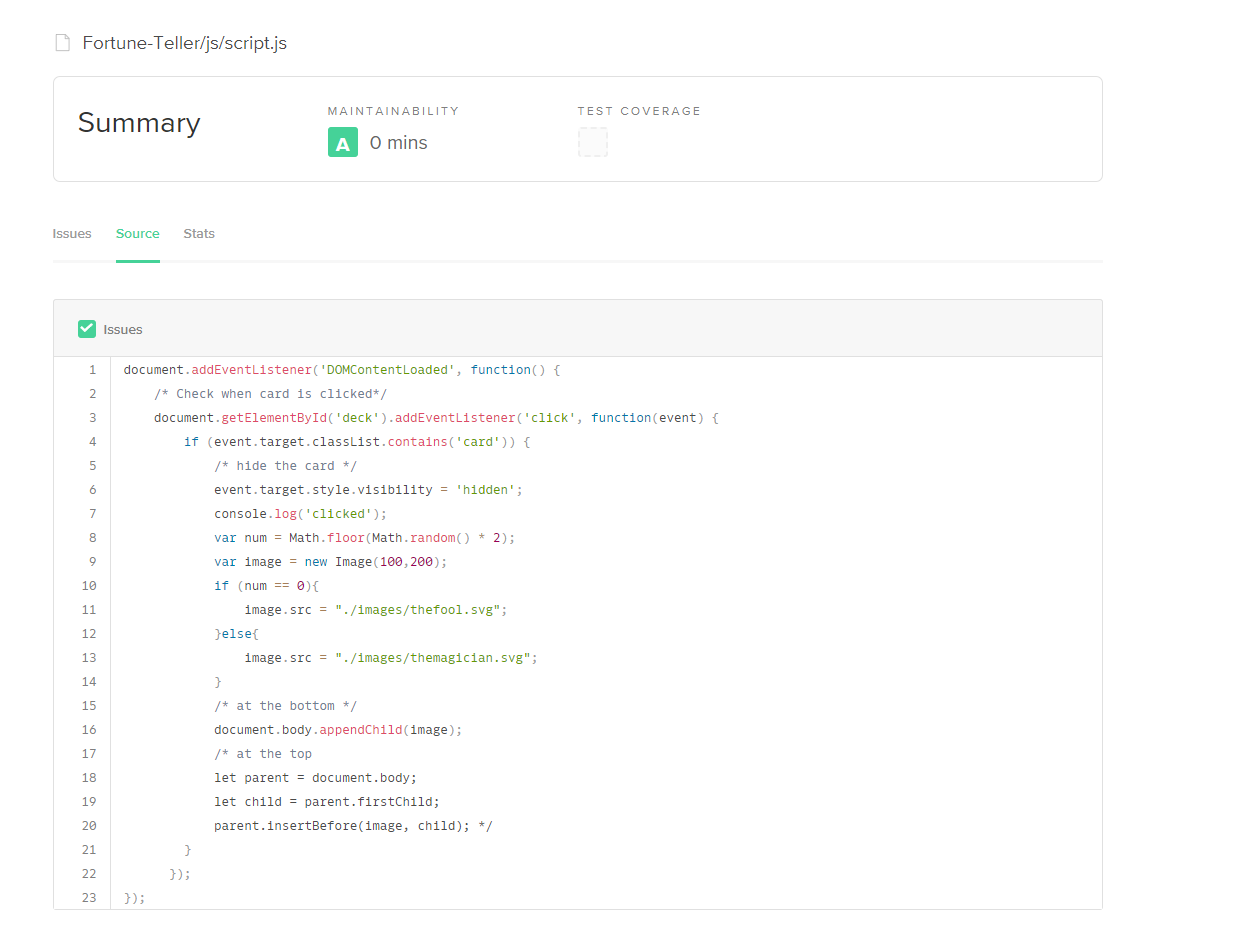 Fortune-Teller/js/script.js
Summary
MAINTAINABILITY
A 0 mins
TEST COVERAGE
Issues Source Stats
Issues
1 document.addEventListener('DOMContentLoaded', function() {
2     /* Check when card is clicked*/
3     document.getElementById('deck').addEventListener('click', function(event) {
4         if (event.target.classList.contains('card')) {
5             /* hide the card */
6             event.target.style.visibility = 'hidden';
7             console.log('clicked');
8             var num = Math.floor(Math.random() * 2);
9             var image = new Image(100,200);
10             if (num == 0){
11                 image.src = "./images/thefool.svg";
12             }else{
13                 image.src = "./images/themagician.svg";
14             }
15             /* at the bottom */
16             document.body.appendChild(image);
17             /* at the top
18             let parent = document.body;
19             let child = parent.firstChild;
20             parent.insertBefore(image, child); */
21         }
22       });
23 });